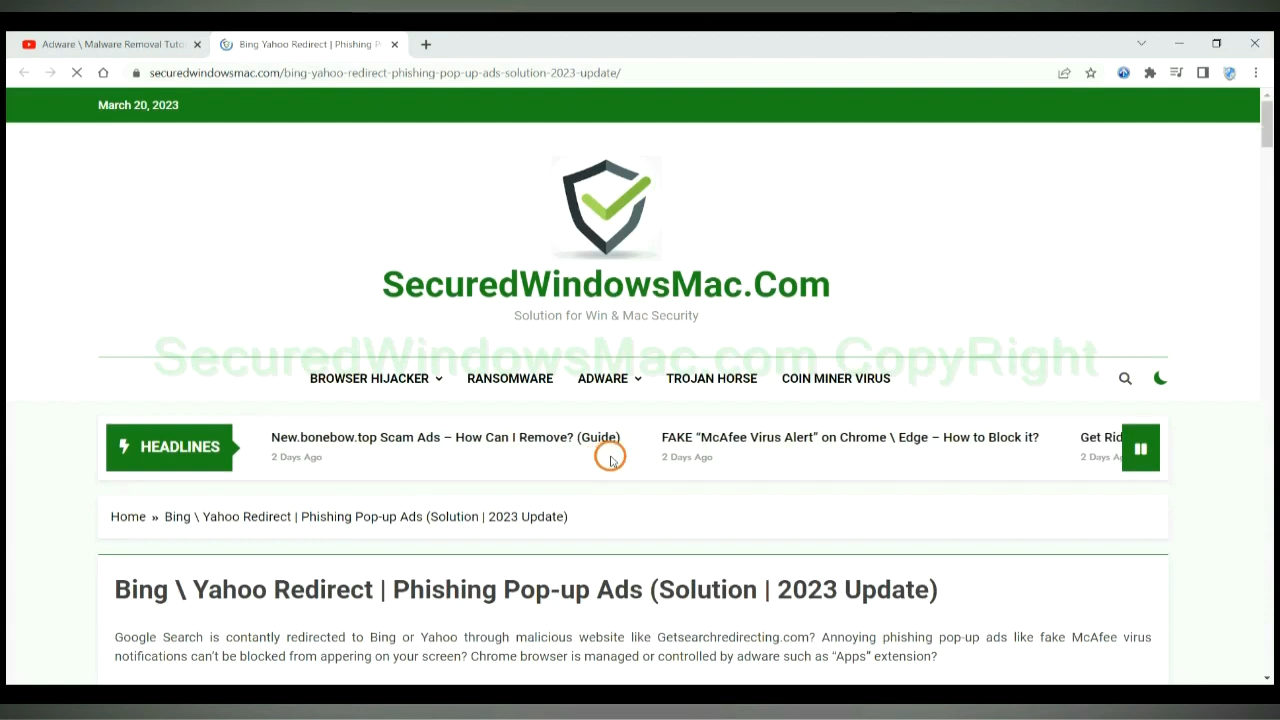 Adware \ Malware Removal Tuto
Bing Yahoo Redirect | Phishing P
securedwindowsmac.com/bing-yahoo-redirect-phishing-pop-up-ads-solution-2023-update/
March 20, 2023
SecuredWindowsMac.Com
Solution for Win & Mac Security
SecuredWindowsMac.com CopyRight
BROWSER HIJACKER RANSOMWARE ADWARE TROJAN HORSE COIN MINER VIRUS
HEADLINES
New.bonebow.top Scam Ads – How Can I Remove? (Guide)
2 Days Ago
FAKE “McAfee Virus Alert” on Chrome \ Edge – How to Block it?
2 Days Ago
Get Rid
2 Days Ag
Home » Bing \ Yahoo Redirect | Phishing Pop-up Ads (Solution | 2023 Update)
Bing \ Yahoo Redirect | Phishing Pop-up Ads (Solution | 2023 Update)
Google Search is contantly redirected to Bing or Yahoo through malicious website like Getsearchredirecting.com? Annoying phishing pop-up ads like fake McAfee virus
notifications can’t be blocked from appering on your screen? Chrome browser is managed or controlled by adware such as “Apps” extension?